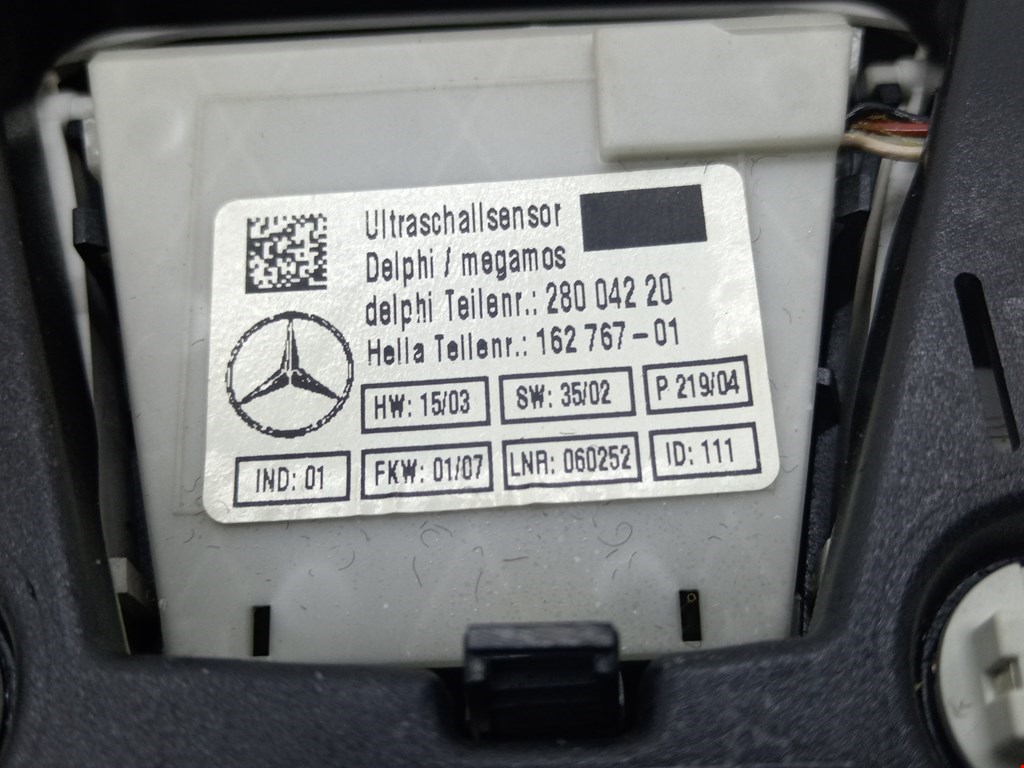 Ultraschallsensor
Delphi / megamos
delphi Teilenr.: 280 042 20
Hella Tellenr.: 162 767-01
HW: 15/03 SW: 35/02 P 219/04
IND: 01 FKW: 01/07 LNR: 060252 ID: 111